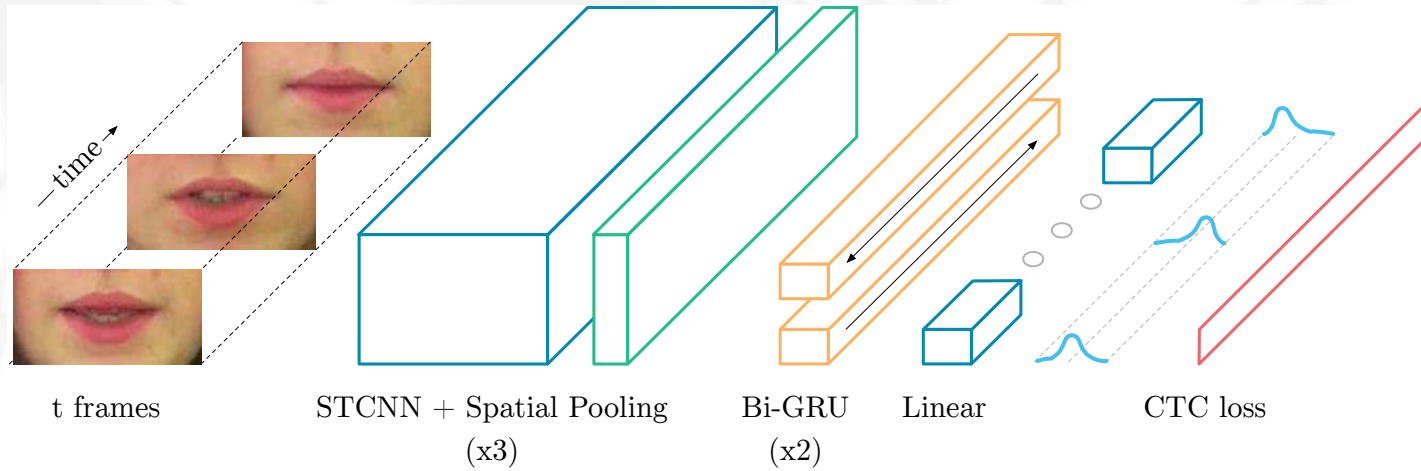 time
t frames
STCNN + Spatial Pooling
(x3)
Bi-GRU
(x2)
Linear
CTC loss